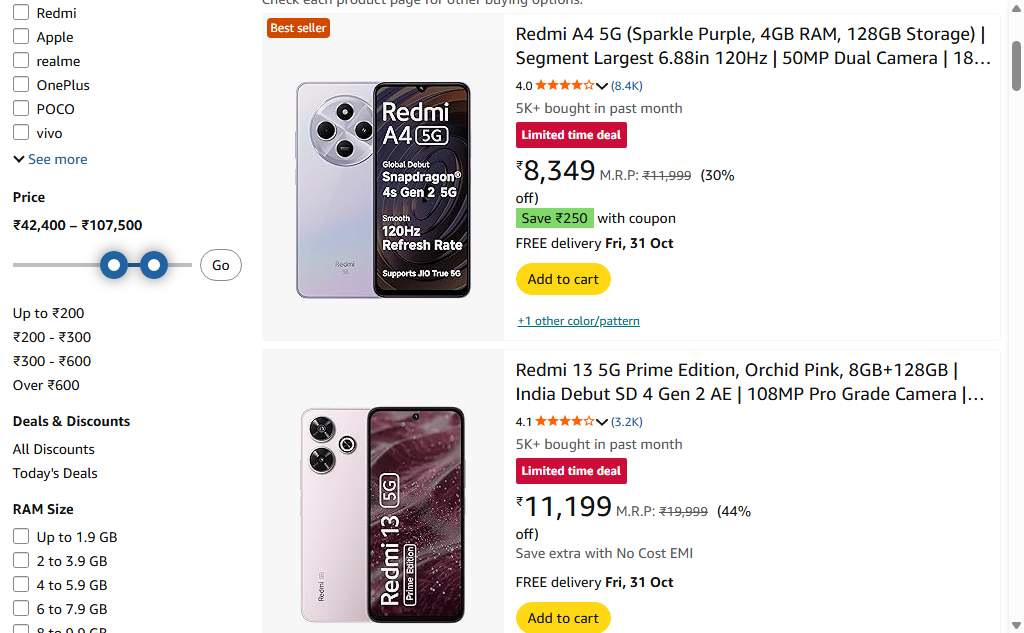 Check each product page for other buying options.
Redmi
Apple
realme
OnePlus
POCO
vivo
See more
Price
₹42,400 – ₹107,500
Go
Up to ₹200
₹200 - ₹300
₹300 - ₹600
Over ₹600
Deals & Discounts
All Discounts
Today's Deals
RAM Size
Up to 1.9 GB
2 to 3.9 GB
4 to 5.9 GB
6 to 7.9 GB
8 to 9.9 GB
Best seller
Redmi
A4 5G
Global Debut
Snapdragon®
4s Gen 2 5G
Smooth
120Hz
Refresh Rate
Supports JIO True 5G
Redmi
Redmi A4 5G (Sparkle Purple, 4GB RAM, 128GB Storage) |
Segment Largest 6.88in 120Hz | 50MP Dual Camera | 18…
4.0 (8.4K)
5K+ bought in past month
Limited time deal
₹8,349 M.R.P: ₹11,999 (30%
off)
Save ₹250 with coupon
FREE delivery Fri, 31 Oct
Add to cart
+1 other color/pattern
Redmi 13 5G
Prime Edition
Redmi
Redmi 13 5G Prime Edition, Orchid Pink, 8GB+128GB |
India Debut SD 4 Gen 2 AE | 108MP Pro Grade Camera |…
4.1 (3.2K)
5K+ bought in past month
Limited time deal
₹11,199 M.R.P: ₹19,999 (44%
off)
Save extra with No Cost EMI
FREE delivery Fri, 31 Oct
Add to cart